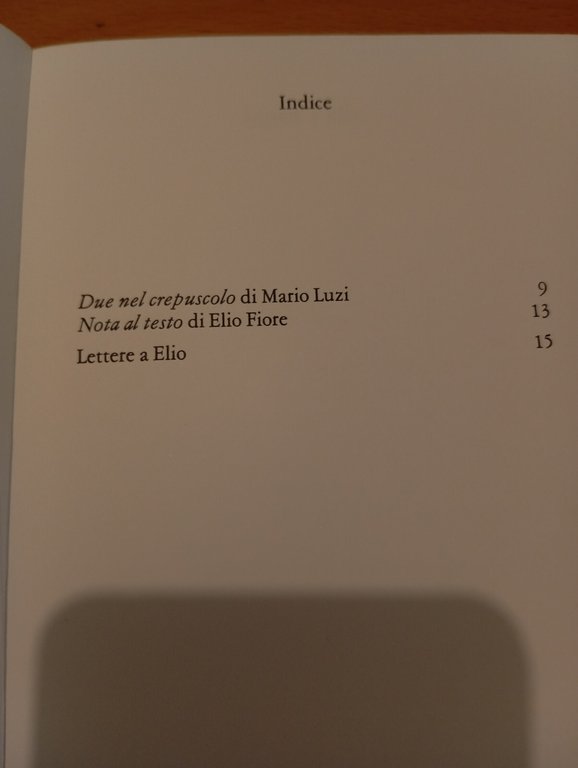 Indice
Due nel crepuscolo di Mario Luzi 9
Nota al testo di Elio Fiore 13
Lettere a Elio 15